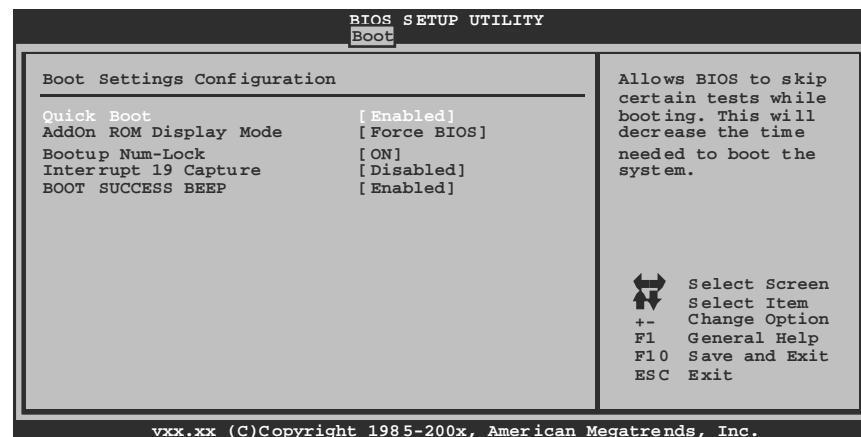 BIOS SETUP UTILITY
Boot
Boot Settings Configuration
Quick Boot [Enabled]
AddOn ROM Display Mode [Force BIOS]
Bootup Num-Lock [ON]
Interrupt 19 Capture [Disabled]
BOOT SUCCESS BEEP [Enabled]
Allows BIOS to skip
certain tests while
booting. This will
decrease the time
needed to boot the
system.
Select Screen
Select Item
+- Change Option
F1 General Help
F10 Save and Exit
ESC Exit
vxx.xx (C)Copyright 1985-200x, American Megatrends, Inc.